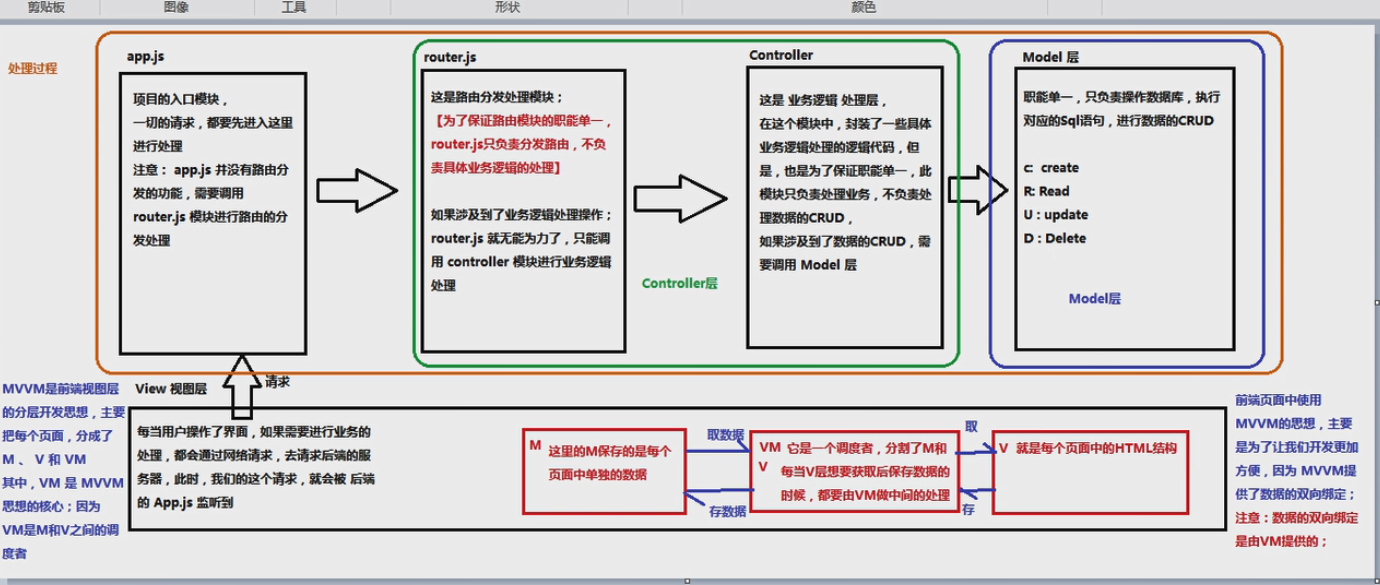 剪贴板
图像
工具
形状
颜色
处理过程
app.js
项目的入口模块，
一切的请求，都要先进入这里
进行处理
注意： app.js 并没有路由分
发的功能，需要调用
router.js 模块进行路由的分
发处理
router.js
这是路由分发处理模块；
【为了保证路由模块的职能单一，
router.js只负责分发路由，不负
责具体业务逻辑的处理】
如果涉及到了业务逻辑处理操作；
router.js 就无能为力了，只能调
用 controller 模块进行业务逻辑
处理
Controller层
Controller
这是 业务逻辑 处理层，
在这个模块中，封装了一些具体
业务逻辑处理的逻辑代码，但
是，也是为了保证职能单一，此
模块只负责处理业务，不负责处
理数据的CRUD，
如果涉及到了数据的CRUD，需
要调用 Model 层
Model 层
职能单一，只负责操作数据库，执行
对应的Sql语句，进行数据的CRUD
c: create
R: Read
U : update
D : Delete
Model层
请求
MVVM是前端视图层
的分层开发思想，主要
把每个页面，分成了
M 、 V 和 VM
其中，VM 是 MVVM
思想的核心；因为
VM是M和V之间的调
度者
View 视图层
每当用户操作了界面，如果需要进行业务的
处理，都会通过网络请求，去请求后端的服
务器，此时，我们的这个请求，就会被 后端
的 App.js 监听到
M 这里的M保存的是每个
页面中单独的数据
取数据
存数据
VM 它是一个调度者，分割了M和
V 每当V层想要获取后保存数据的
时候，都要由VM做中间的处理
取
存
V 就是每个页面中的HTML结构
前端页面中使用
MVVM的思想，主要
是为了让我们开发更加
方便，因为 MVVM提
供了数据的双向绑定；
注意：数据的双向绑定
是由VM提供的；